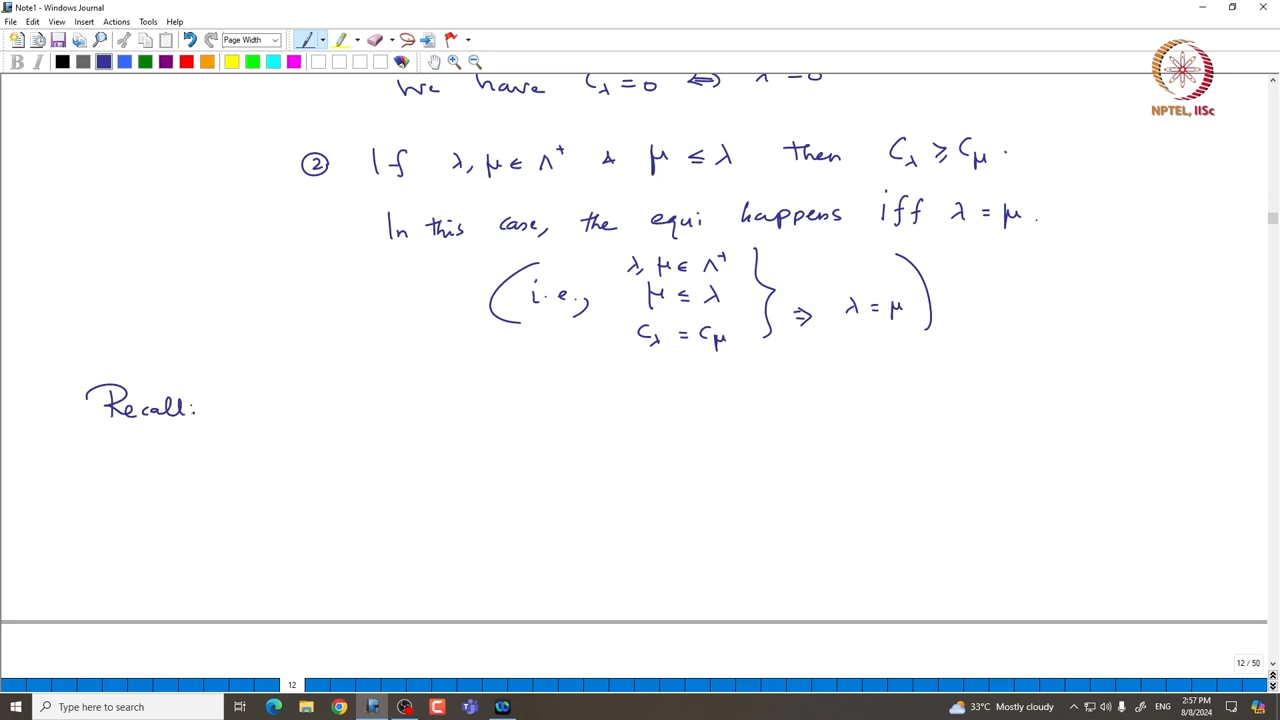 Note1 - Windows Journal
File Edit View Insert Actions Tools Help
Page Width
B I
NPTEL, IISc
We have C_λ = 0 ⇔ λ = 0
② If λ, μ ∈ Λ⁺ & μ ≤ λ then C_λ ≥ C_μ.
In this case, the equi happens iff λ = μ.
(i.e., λ, μ ∈ Λ⁺
μ ≤ λ
C_λ = C_μ } ⇒ λ = μ)
Recall:
12 / 50
12
Type here to search
33°C Mostly cloudy
2:57 PM
8/8/2024